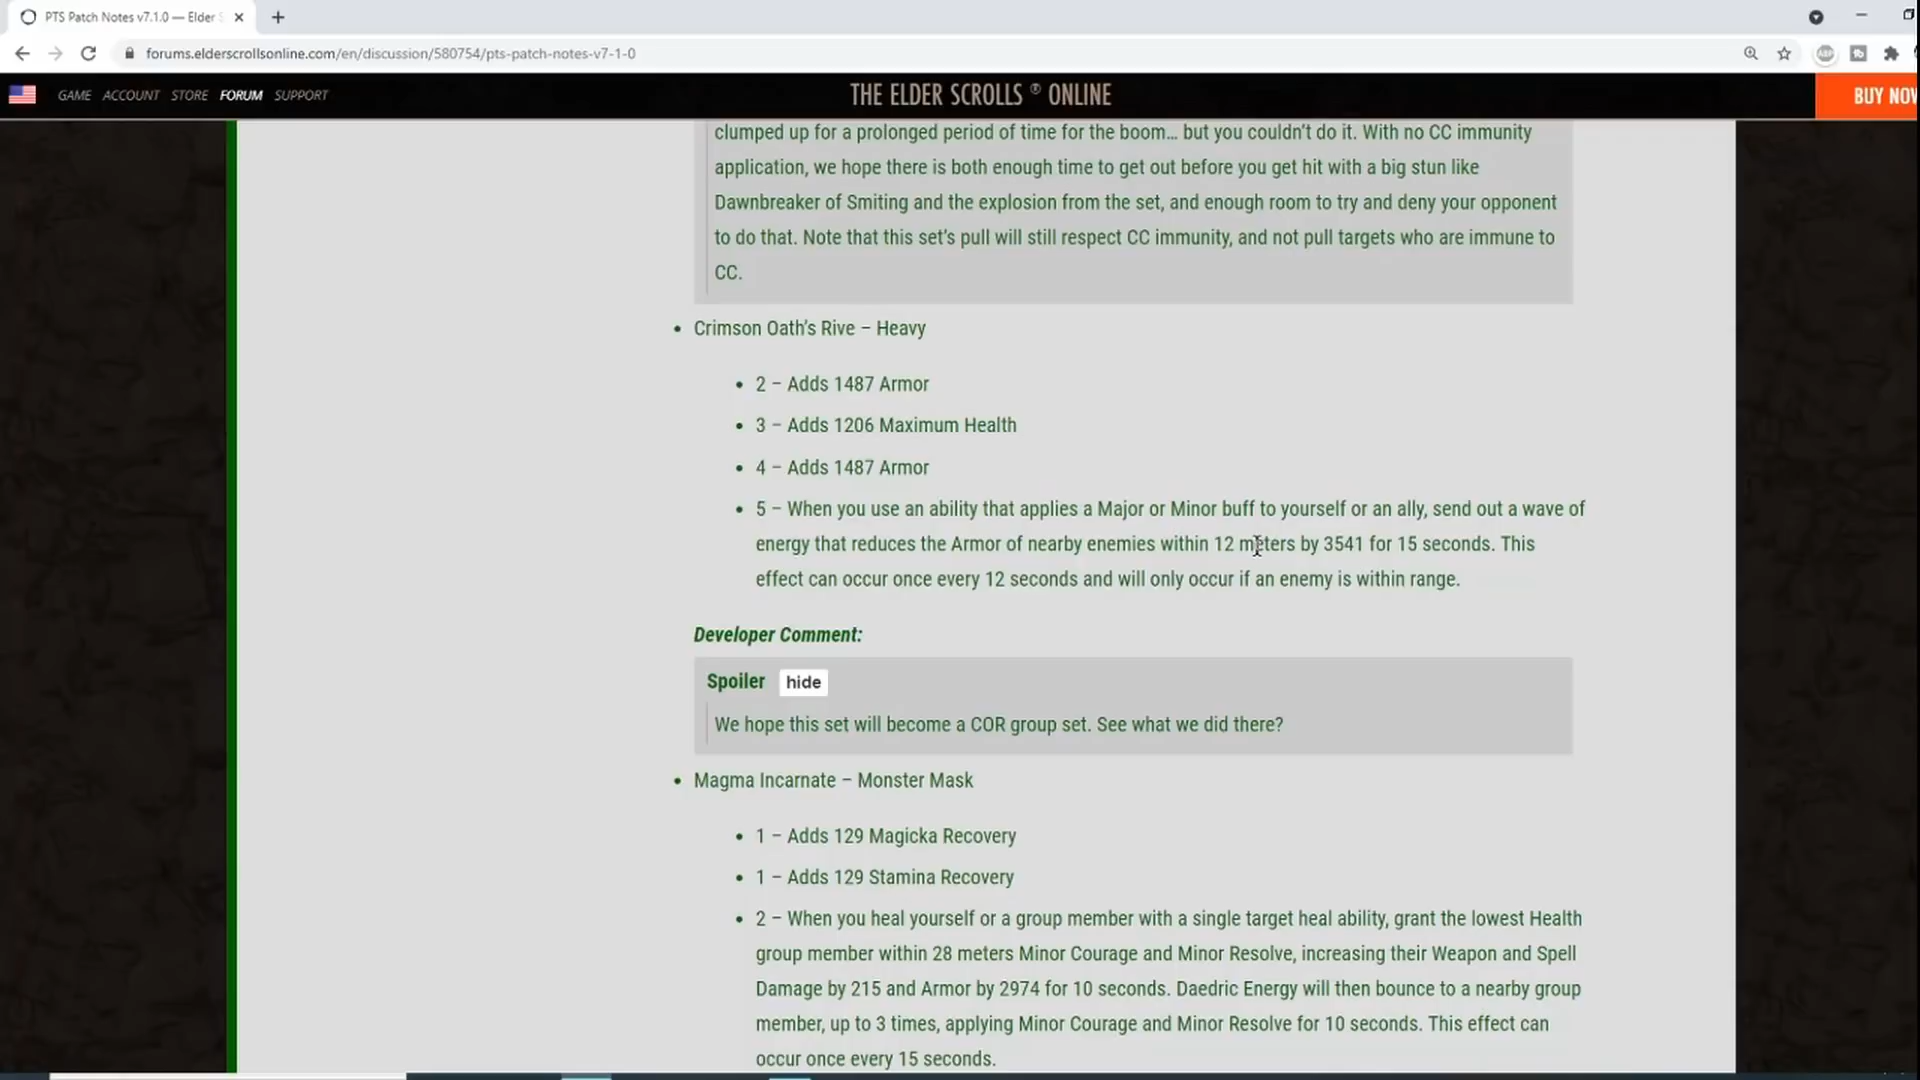 PTS Patch Notes v7.1.0 — Elder S
forums.elderscrollsonline.com/en/discussion/580754/pts-patch-notes-v7-1-0
ABP
GAME ACCOUNT STORE FORUM SUPPORT
THE ELDER SCROLLS ® ONLINE
BUY NOW
clumped up for a prolonged period of time for the boom… but you couldn't do it. With no CC immunity
application, we hope there is both enough time to get out before you get hit with a big stun like
Dawnbreaker of Smiting and the explosion from the set, and enough room to try and deny your opponent
to do that. Note that this set's pull will still respect CC immunity, and not pull targets who are immune to
CC.
• Crimson Oath's Rive – Heavy
• 2 – Adds 1487 Armor
• 3 – Adds 1206 Maximum Health
• 4 – Adds 1487 Armor
• 5 – When you use an ability that applies a Major or Minor buff to yourself or an ally, send out a wave of
energy that reduces the Armor of nearby enemies within 12 meters by 3541 for 15 seconds. This
effect can occur once every 12 seconds and will only occur if an enemy is within range.
Developer Comment:
Spoiler hide
We hope this set will become a COR group set. See what we did there?
• Magma Incarnate – Monster Mask
• 1 – Adds 129 Magicka Recovery
• 1 – Adds 129 Stamina Recovery
• 2 – When you heal yourself or a group member with a single target heal ability, grant the lowest Health
group member within 28 meters Minor Courage and Minor Resolve, increasing their Weapon and Spell
Damage by 215 and Armor by 2974 for 10 seconds. Daedric Energy will then bounce to a nearby group
member, up to 3 times, applying Minor Courage and Minor Resolve for 10 seconds. This effect can
occur once every 15 seconds.